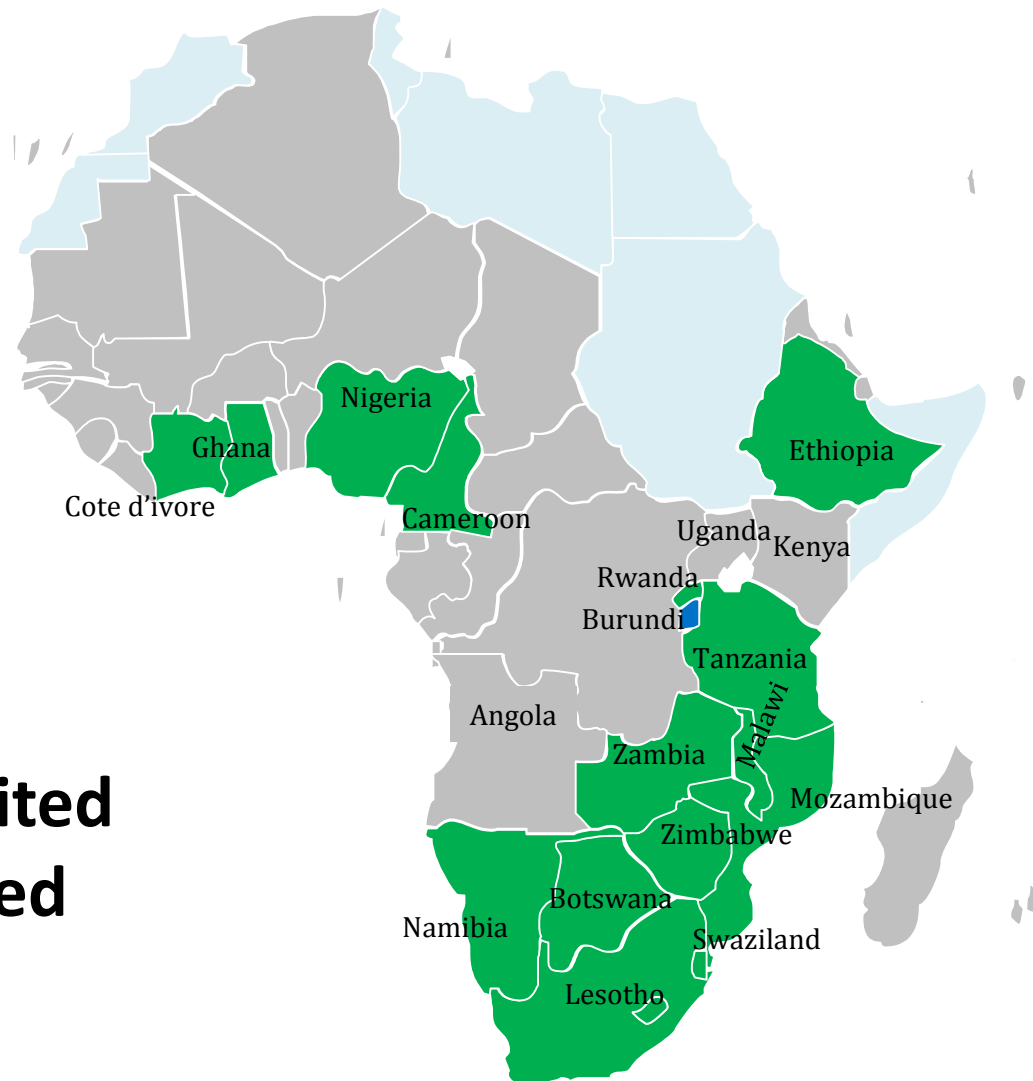 Nigeria
Ghana
Ethiopia
Cote d'ivore
Cameroon
Uganda
Kenya
Rwanda
Burundi
Tanzania
Malawi
Angola
Zambia
ited
Mozambique
Zimbabwe
ed
Botswana
Namibia
Swaziland
Lesotho